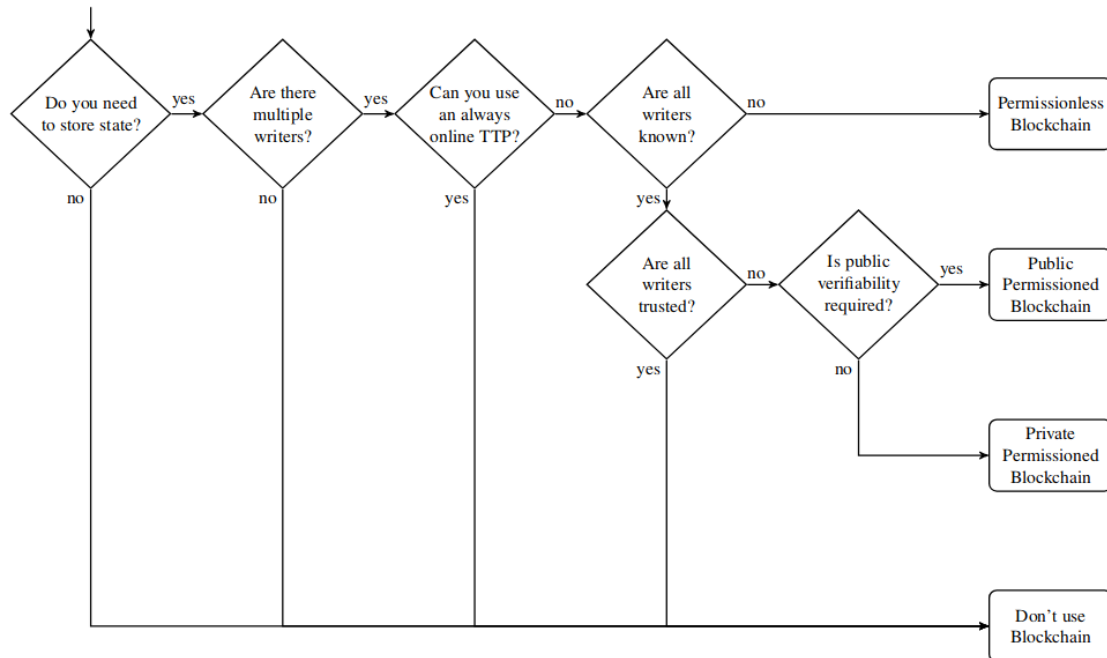 Do you need
to store state?
yes
no
Are there
multiple
writers?
yes
no
Can you use
an always
online TTP?
no
yes
Are all
writers
known?
no
yes
Permissionless
Blockchain
Are all
writers
trusted?
no
yes
Is public
verifiability
required?
yes
no
Public
Permissioned
Blockchain
Private
Permissioned
Blockchain
Don’t use
Blockchain